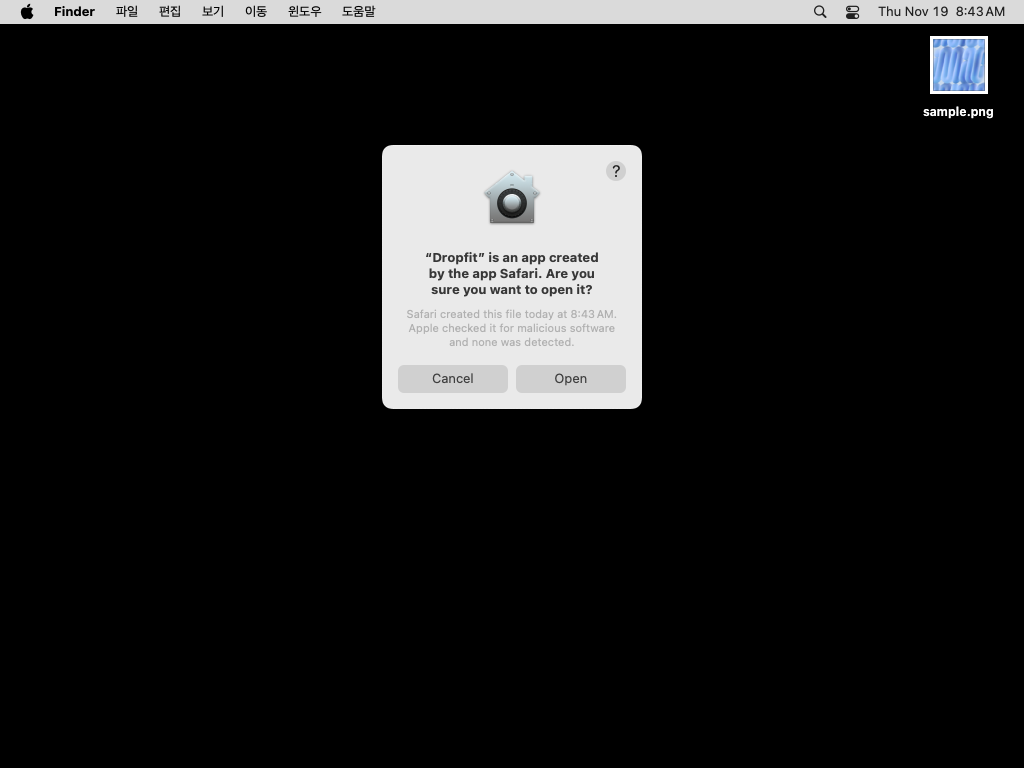 Finder 파일 편집 보기 이동 윈도우 도움말 Thu Nov 19 8:43 AM
sample.png
?
“Dropfit” is an app created
by the app Safari. Are you
sure you want to open it?
Safari created this file today at 8:43 AM.
Apple checked it for malicious software
and none was detected.
Cancel Open